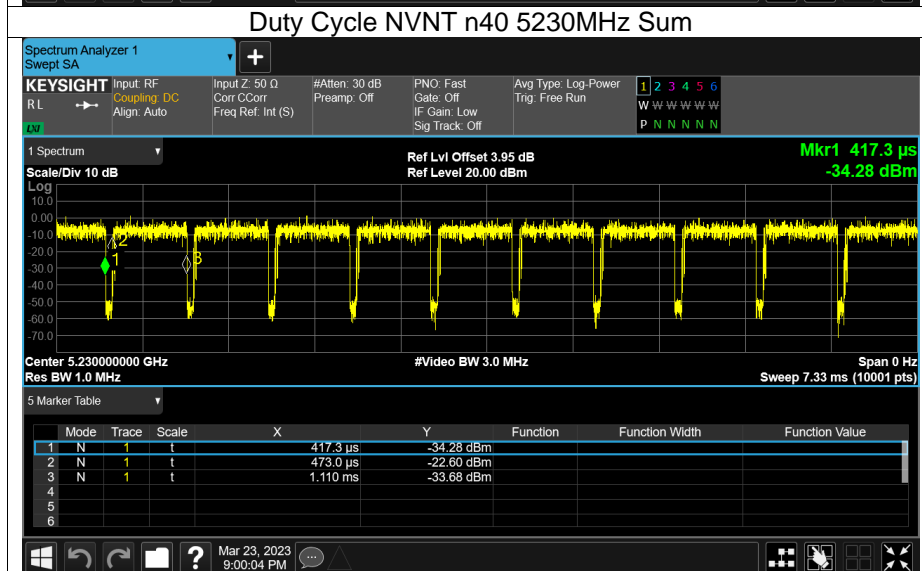 Duty Cycle NVNT n40 5230MHz Sum
Spectrum Analyzer 1
Swept SA
+
KEYSIGHT Input: RF Input Z: 50 Ω #Atten: 30 dB PNO: Fast Avg Type: Log-Power 1 2 3 4 5 6
RL Coupling: DC Corr CCorr Preamp: Off Gate: Off Trig: Free Run W W W W W W
Align: Auto Freq Ref: Int (S) IF Gain: Low
LXI Sig Track: Off P N N N N N
1 Spectrum Ref Lvl Offset 3.95 dB Mkr1 417.3 µs
Scale/Div 10 dB Ref Level 20.00 dBm -34.28 dBm
Log
10.0
0.00
-10.0
-20.0
-30.0
-40.0
-50.0
-60.0
-70.0
2
1
3
Center 5.230000000 GHz #Video BW 3.0 MHz Span 0 Hz
Res BW 1.0 MHz Sweep 7.33 ms (10001 pts)
5 Marker Table
Mode Trace Scale X Y Function Function Width Function Value
1 N 1 t 417.3 µs -34.28 dBm
2 N 1 t 473.0 µs -22.60 dBm
3 N 1 t 1.110 ms -33.68 dBm
4
5
6
? Mar 23, 2023
9:00:04 PM